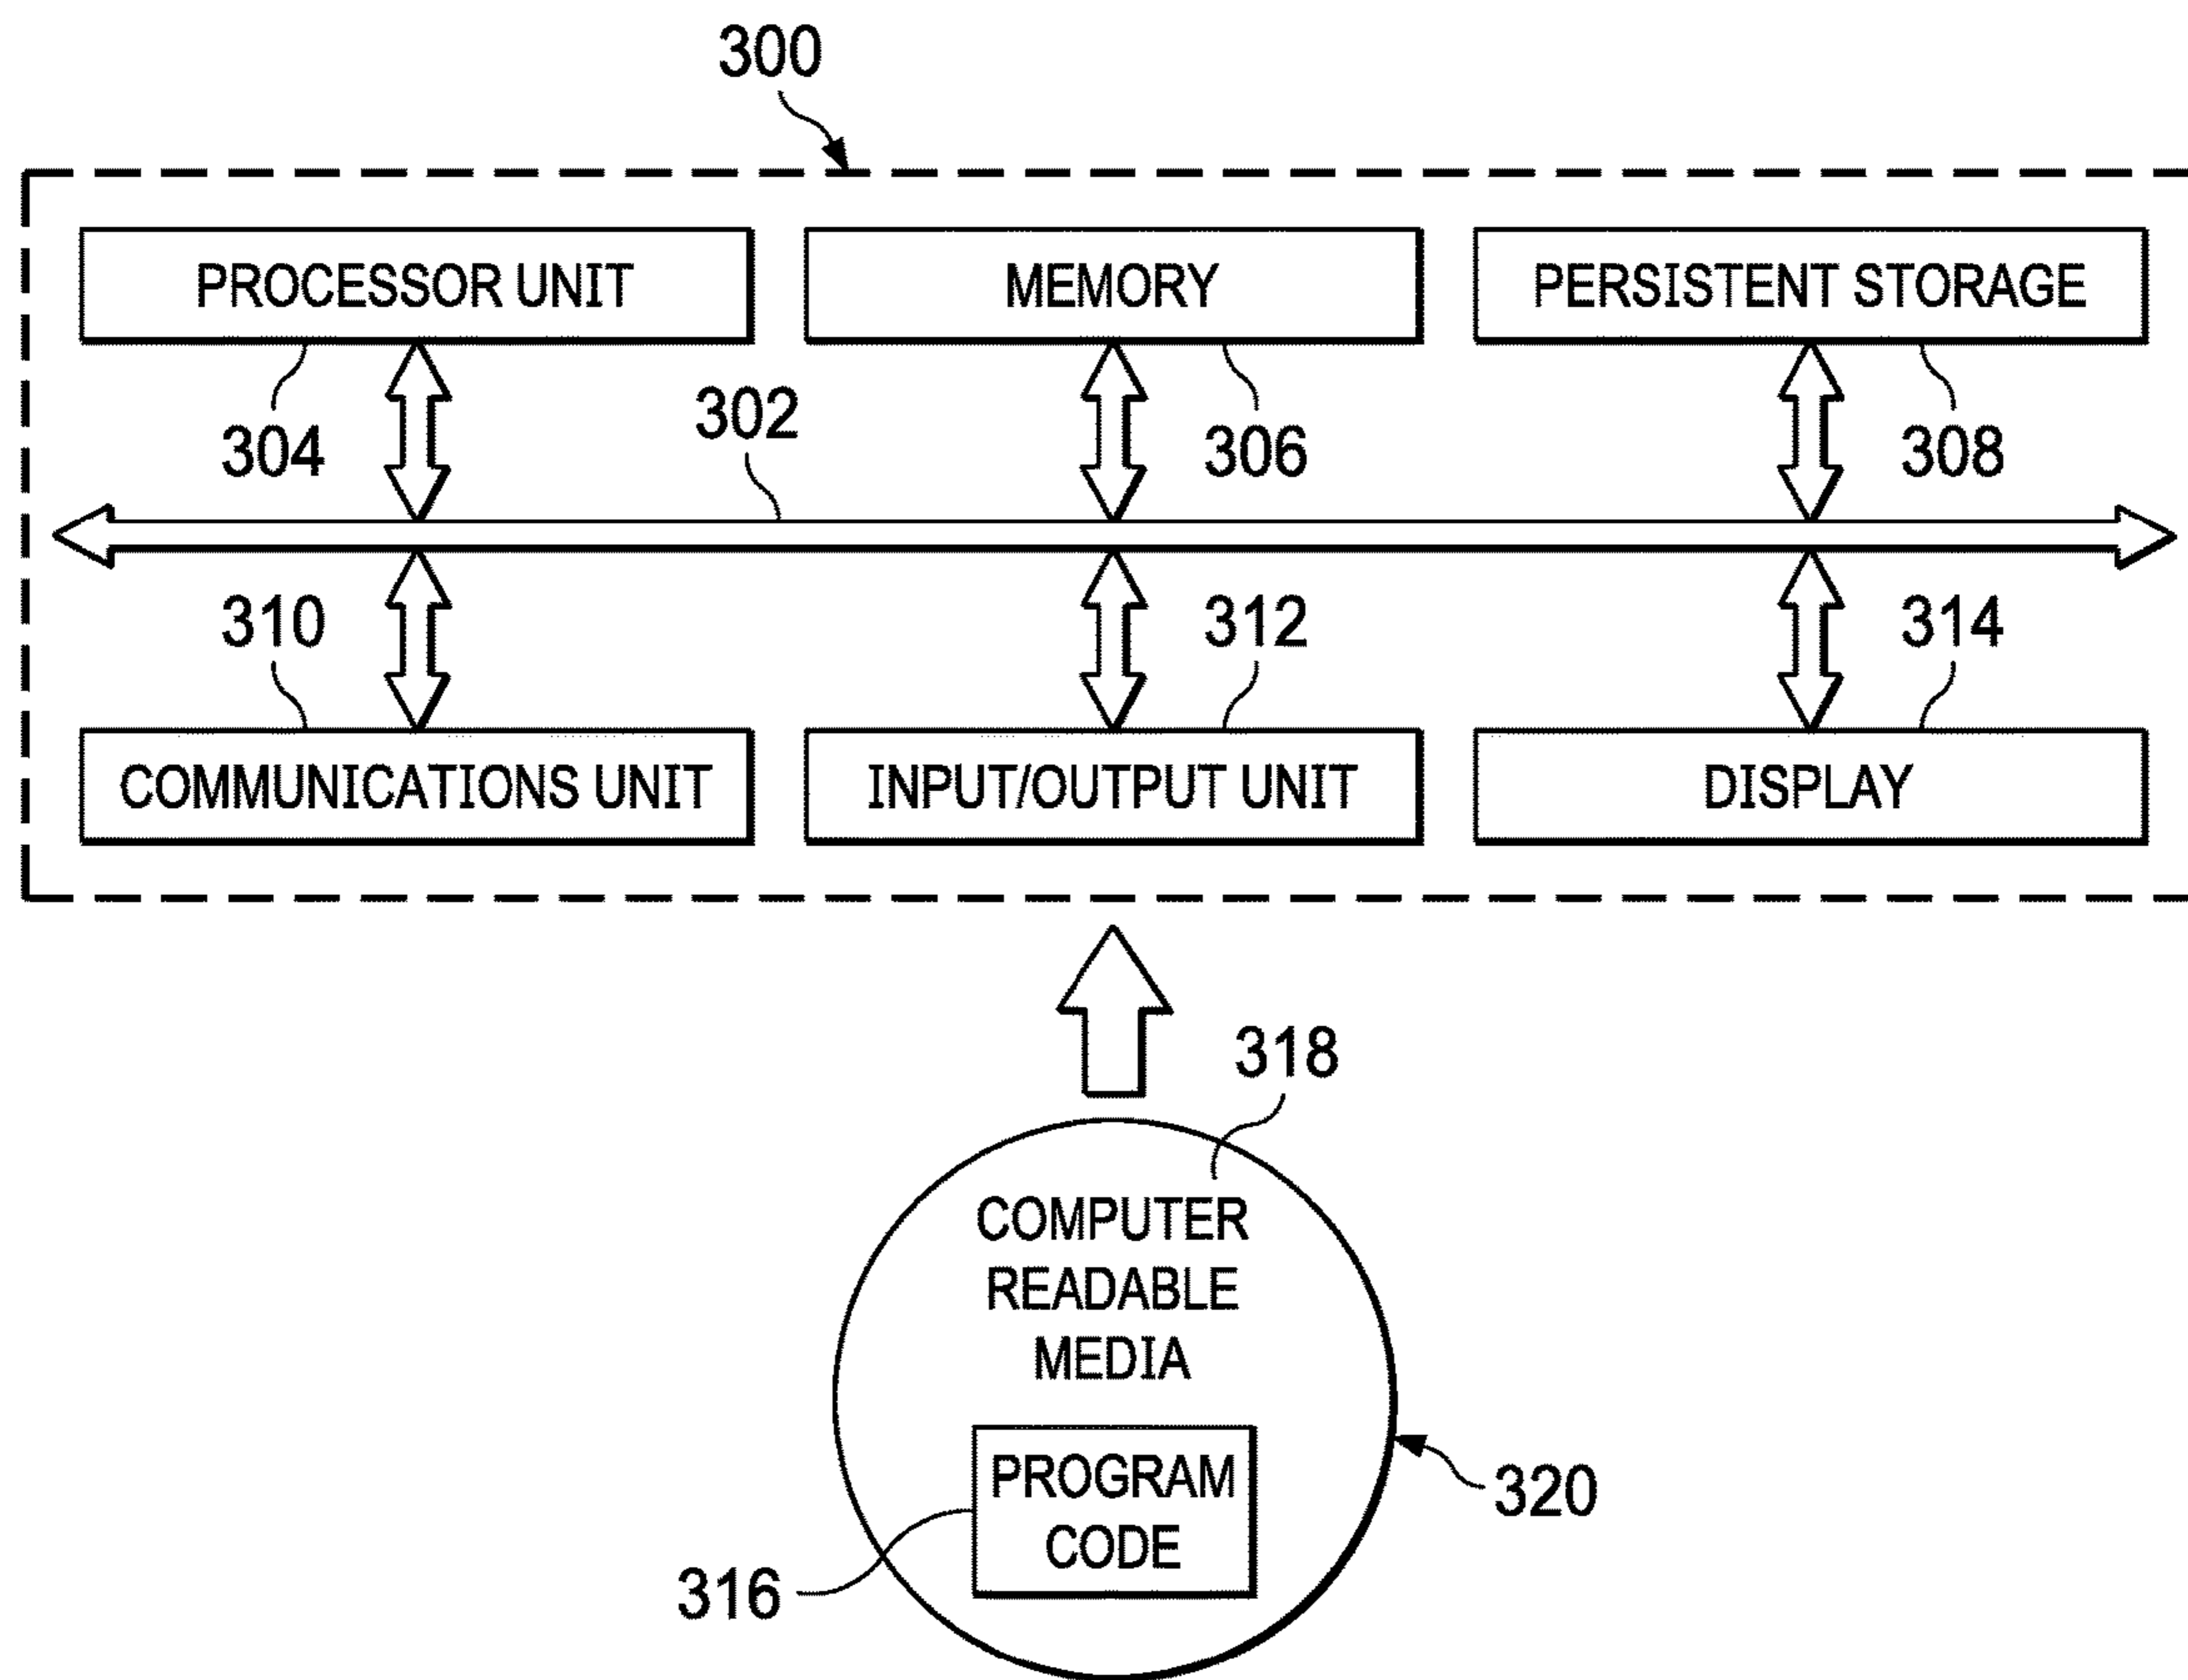 300
PROCESSOR UNIT
MEMORY
PERSISTENT STORAGE
304
302
306
308
310
312
314
COMMUNICATIONS UNIT
INPUT/OUTPUT UNIT
DISPLAY
318
COMPUTER
READABLE
MEDIA
PROGRAM
CODE
320
316